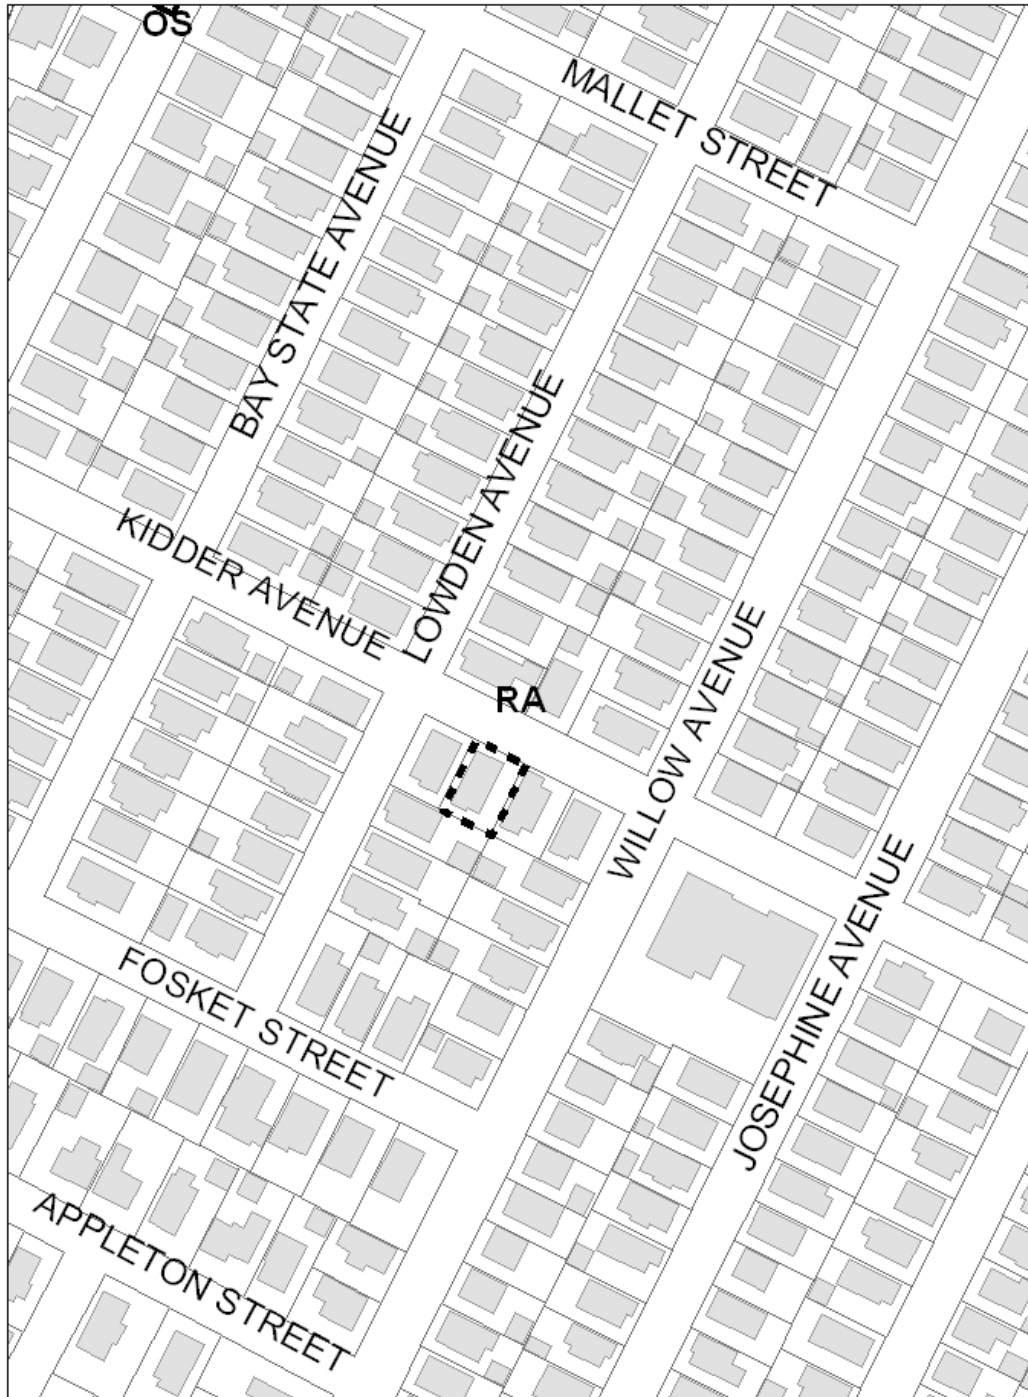 OS
MALLET STREET
BAY STATE AVENUE
LOWDEN AVENUE
KIDDER AVENUE
RA
WILLOW AVENUE
JOSEPHINE AVENUE
FOSKET STREET
APPLETON STREET